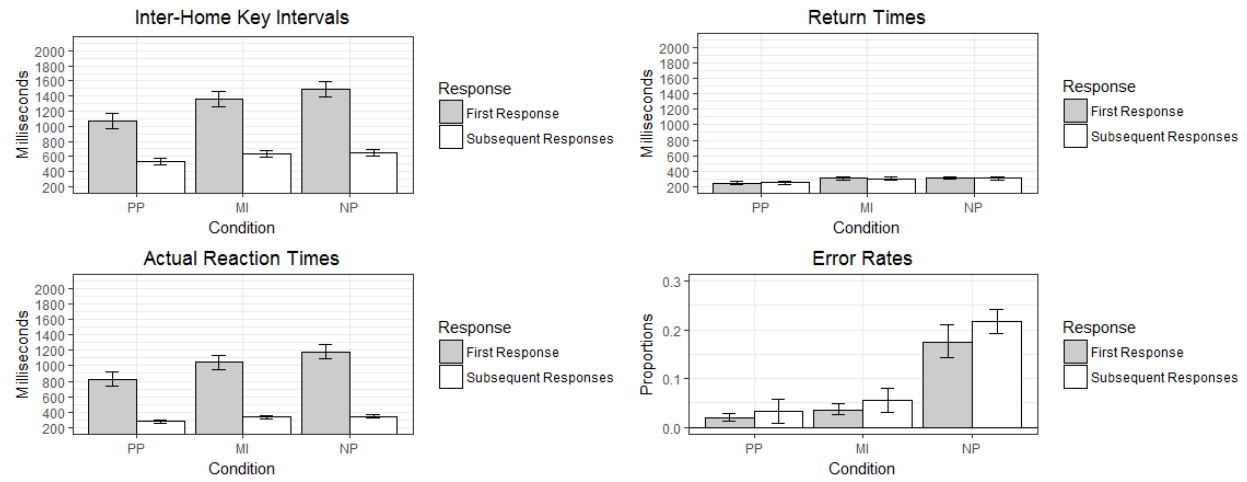 Inter-Home Key Intervals
Milliseconds
2000
1800
1600
1400
1200
1000
800
600
400
200
PP MI NP
Condition
Response
First Response
Subsequent Responses
Return Times
Milliseconds
2000
1800
1600
1400
1200
1000
800
600
400
200
PP MI NP
Condition
Response
First Response
Subsequent Responses
Actual Reaction Times
Milliseconds
2000
1800
1600
1400
1200
1000
800
600
400
200
PP MI NP
Condition
Response
First Response
Subsequent Responses
Error Rates
Proportions
0.3
0.2
0.1
0.0
PP MI NP
Condition
Response
First Response
Subsequent Responses